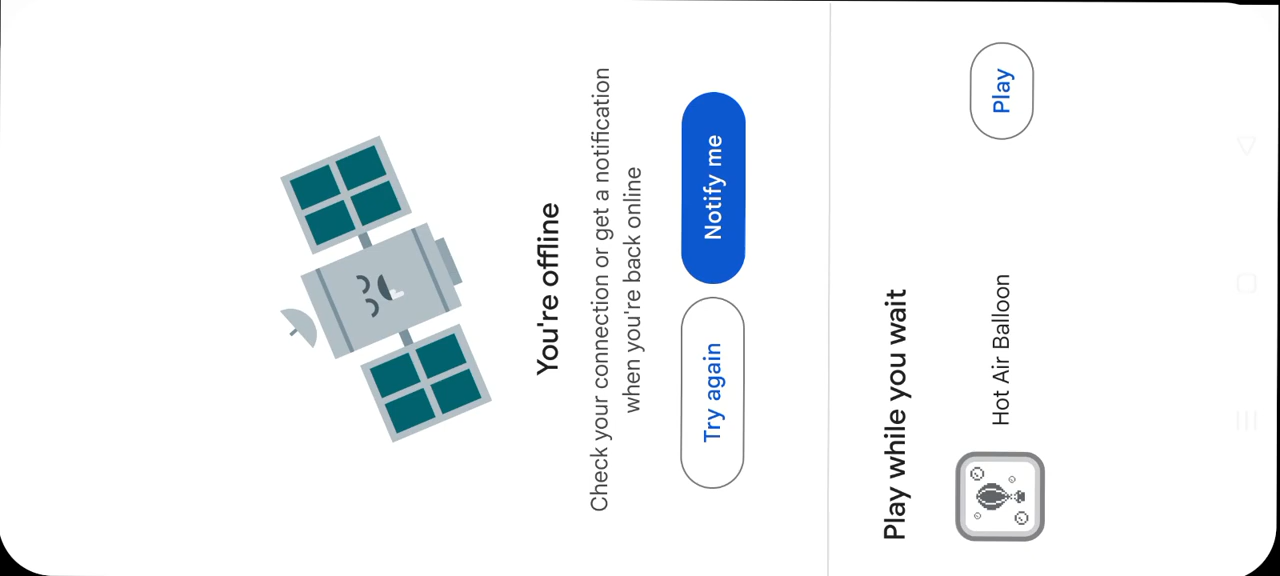 You're offline
Check your connection or get a notification
when you're back online
Try again
Notify me
Play while you wait
Hot Air Balloon
Play